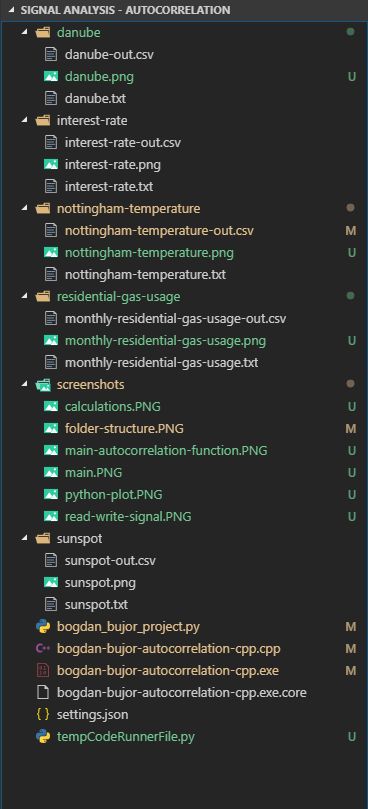 SIGNAL ANALYSIS - AUTOCORRELATION
danube
danube-out.csv
danube.png U
danube.txt
interest-rate
interest-rate-out.csv
interest-rate.png
interest-rate.txt
nottingham-temperature
nottingham-temperature-out.csv M
nottingham-temperature.png U
nottingham-temperature.txt
residential-gas-usage
monthly-residential-gas-usage-out.csv
monthly-residential-gas-usage.png U
monthly-residential-gas-usage.txt
screenshots
calculations.PNG U
folder-structure.PNG M
main-autocorrelation-function.PNG U
main.PNG U
python-plot.PNG U
read-write-signal.PNG U
sunspot
sunspot-out.csv
sunspot.png
sunspot.txt
bogdan_bujor_project.py M
bogdan-bujor-autocorrelation-cpp.cpp M
bogdan-bujor-autocorrelation-cpp.exe M
bogdan-bujor-autocorrelation-cpp.exe.core
settings.json
tempCodeRunnerFile.py U